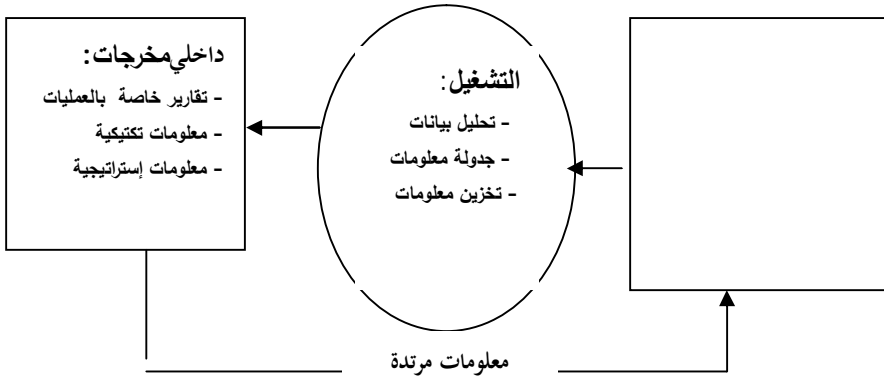 داخليمخرجات:
- تقارير خاصة بالعمليات
- معلومات تكتيكية
- معلومات إستراتيجية
التشغيل:
- تحليل بيانات
- جدولة معلومات
- تخزين معلومات
معلومات مرتدة